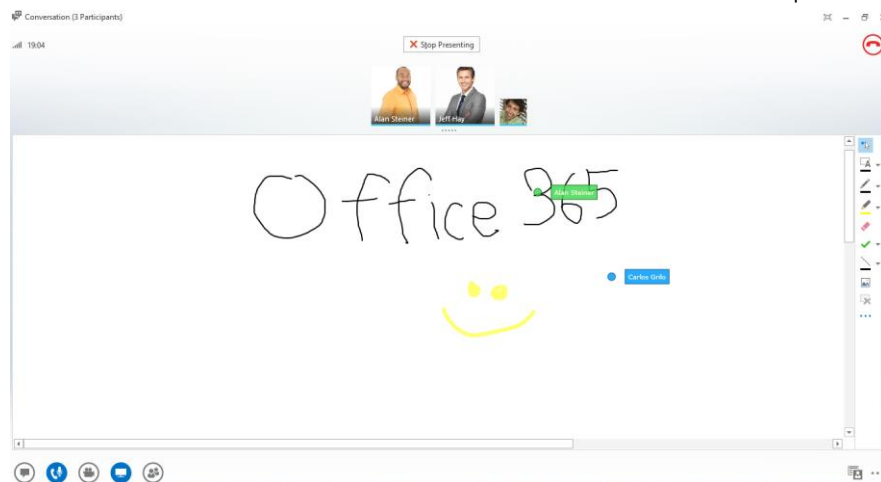 Conversation (3 Participants)
19:04
Stop Presenting
Alan Steiner
Jeff Hay
Office 365
Alan Steiner
Carlos Grilo
A